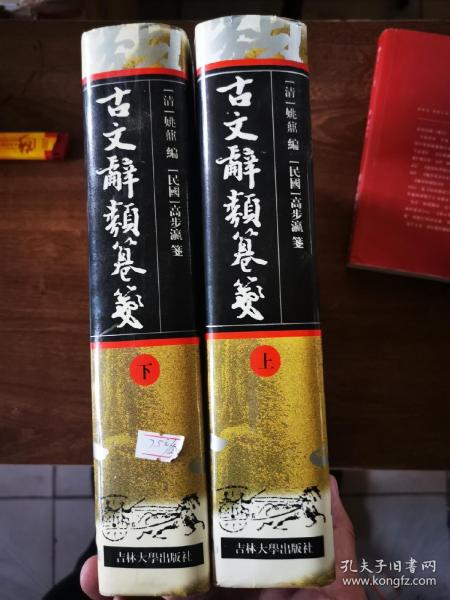 古文辭類篹箋
[清]姚鼐 編 [民國]高步瀛 箋
下
吉林大學出版社
古文辭類篹箋
[清]姚鼐 編 [民國]高步瀛 箋
上
吉林大學出版社
孔夫子旧书网
www.kongfz.com